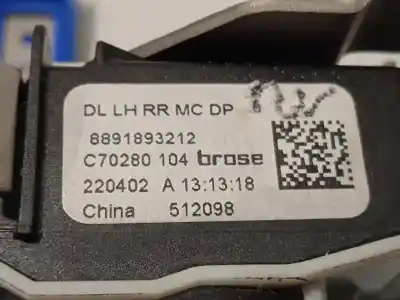 DL LH RR MC DP
8891893212
C70280 104 brose
220402 A 13:13:18
China 512098